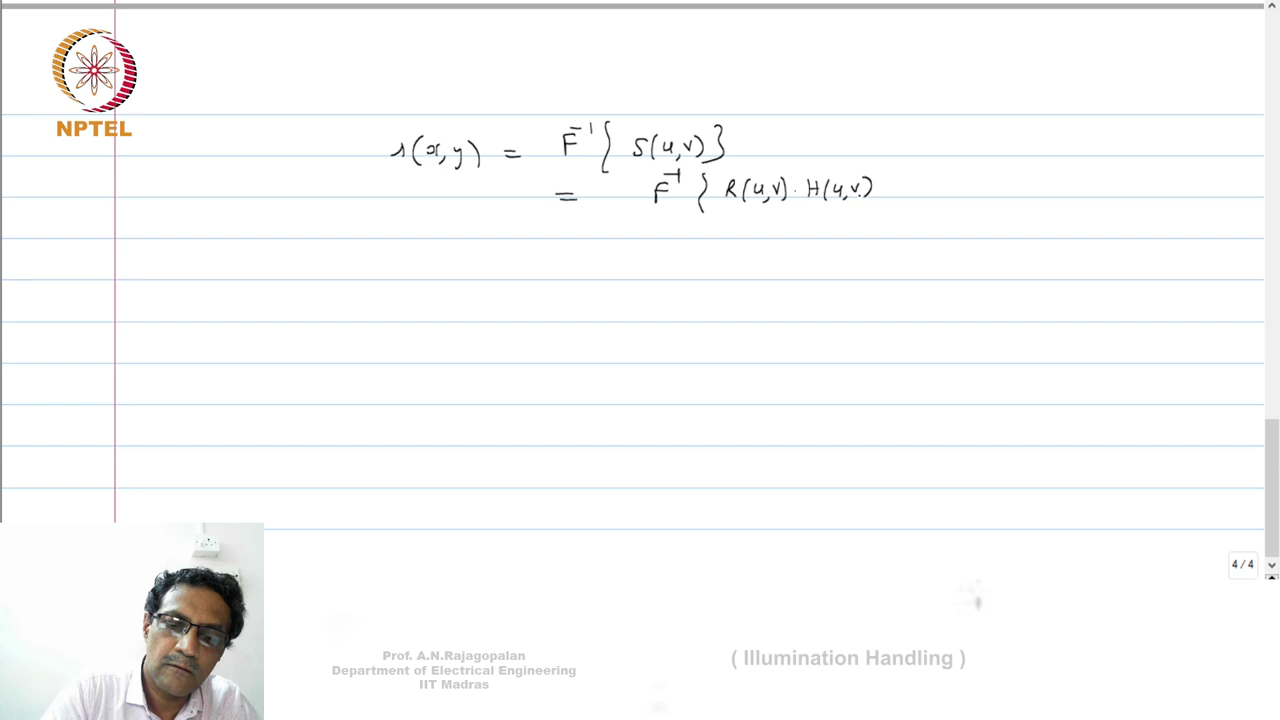 NPTEL
s(x,y) = F⁻¹{ S(u,v) }
= F⁻¹ { R(u,v) · H(u,v)
4 / 4
Prof. A.N.Rajagopalan
Department of Electrical Engineering
IIT Madras
( Illumination Handling )